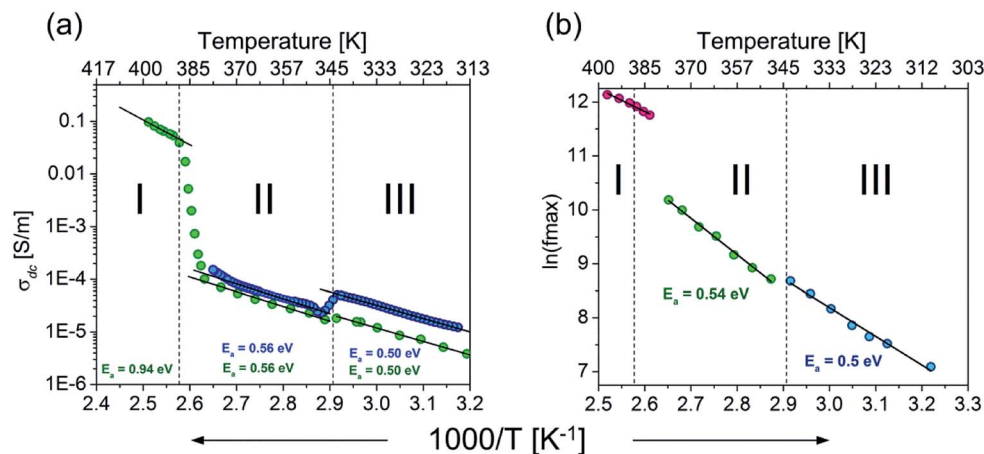 (a)
Temperature [K]
417 401 385 370 357 345 333 323 313
0.1
0.01
1E-3
1E-4
1E-5
1E-6
σdc [S/m]
I II III
Ea = 0.94 eV
Ea = 0.56 eV
Ea = 0.56 eV
Ea = 0.50 eV
Ea = 0.50 eV
2.4 2.5 2.6 2.7 2.8 2.9 3.0 3.1 3.2
(b)
Temperature [K]
400 385 370 357 345 333 323 312 303
12
11
10
9
8
7
ln(fmax)
I II III
Ea = 0.54 eV
Ea = 0.5 eV
2.5 2.6 2.7 2.8 2.9 3.0 3.1 3.2 3.3
1000/T [K-1]